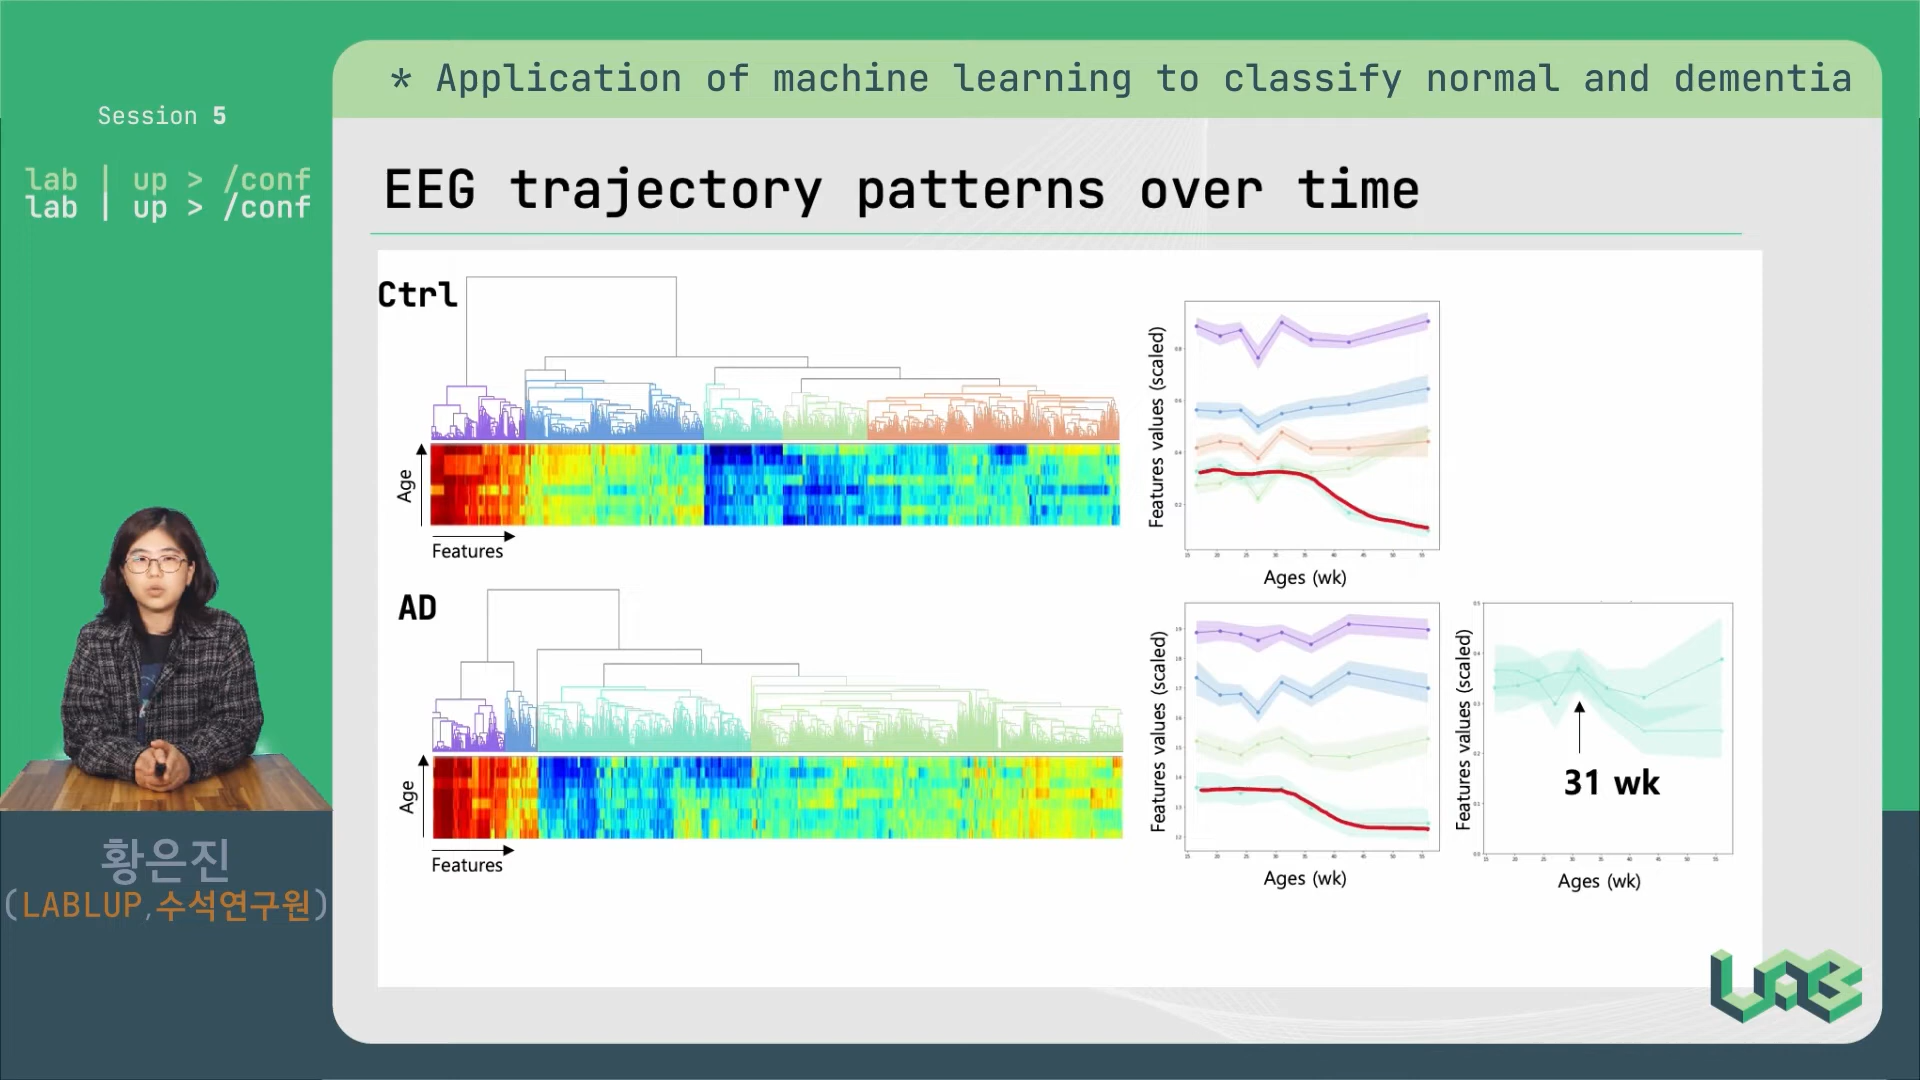 * Application of machine learning to classify normal and dementia
Session 5
lab | up > /conf
lab | up > /conf
EEG trajectory patterns over time
Ctrl
Age
Features
Features values (scaled)
Ages (wk)
AD
Age
Features
Features values (scaled)
Ages (wk)
Features values (scaled)
31 wk
Ages (wk)
황은진
(LABLUP,수석연구원)
LAB